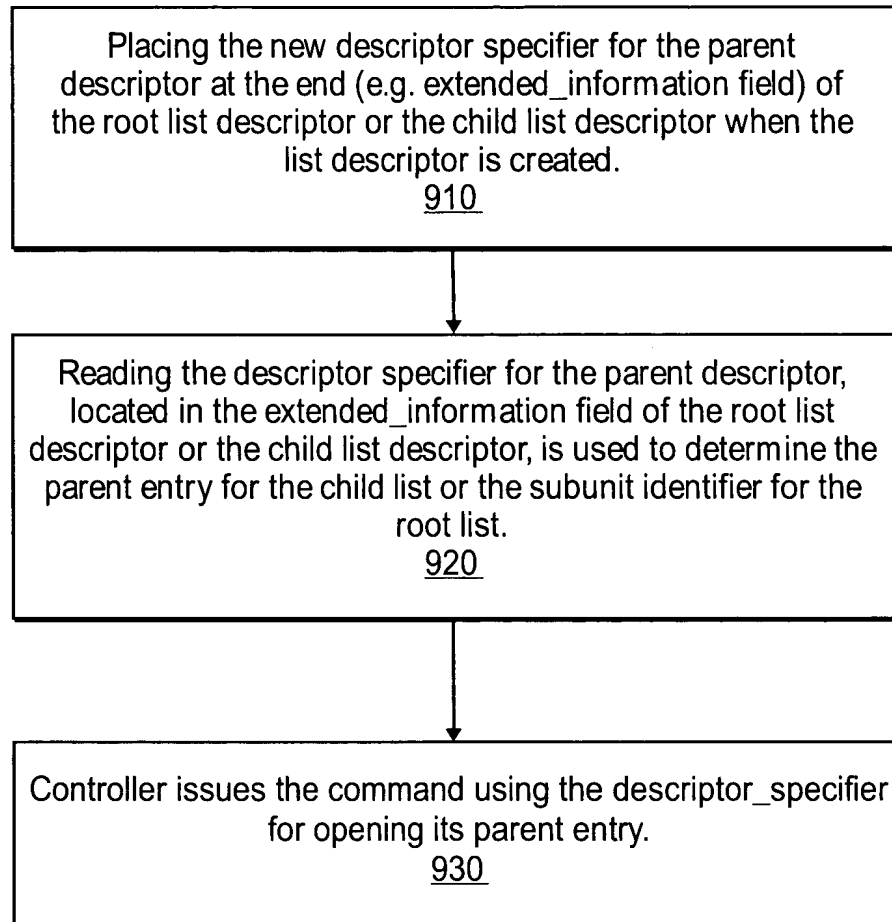 Placing the new descriptor specifier for the parent
descriptor at the end (e.g. extended_information field) of
the root list descriptor or the child list descriptor when the
list descriptor is created.
910
Reading the descriptor specifier for the parent descriptor,
located in the extended_information field of the root list
descriptor or the child list descriptor, is used to determine the
parent entry for the child list or the subunit identifier for the
root list.
920
Controller issues the command using the descriptor_specifier
for opening its parent entry.
930